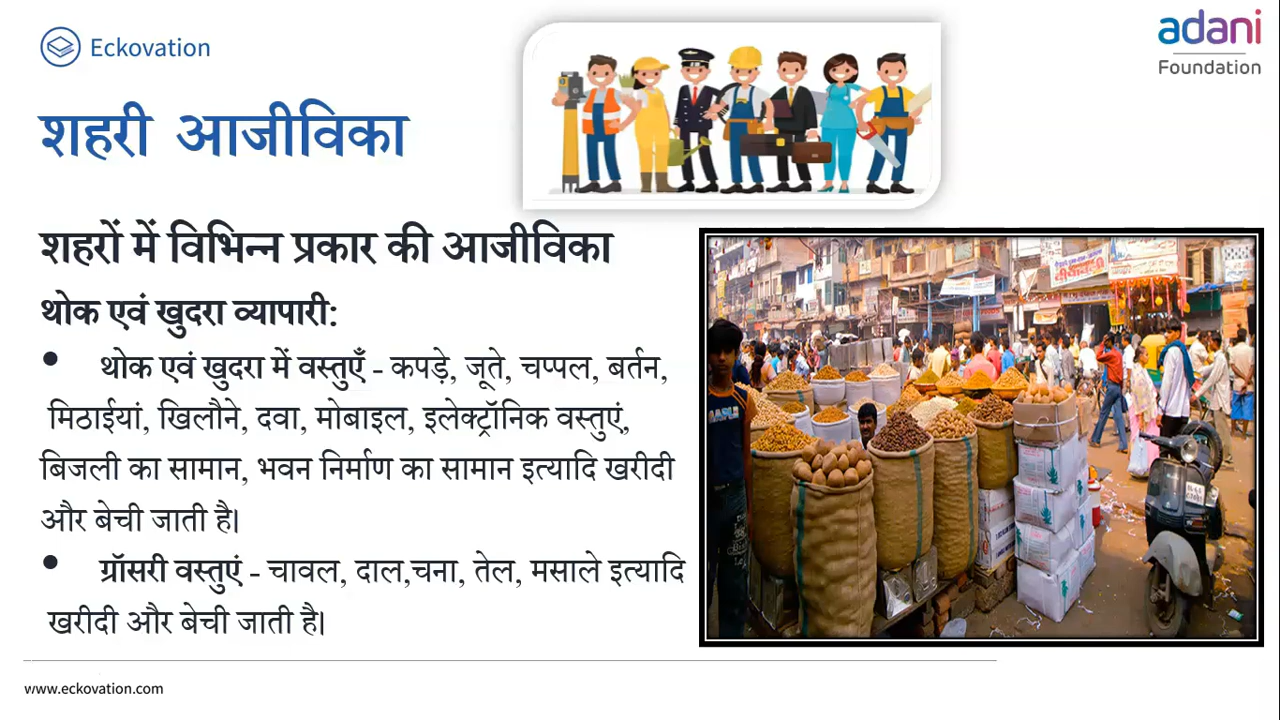 Eckovation
adani
Foundation
शहरी आजीविका
शहरों में विभिन्न प्रकार की आजीविका
थोक एवं खुदरा व्यापारी:
• थोक एवं खुदरा में वस्तुएँ - कपड़े, जूते, चप्पल, बर्तन,
मिठाईयां, खिलौने, दवा, मोबाइल, इलेक्ट्रॉनिक वस्तुएं,
बिजली का सामान, भवन निर्माण का सामान इत्यादि खरीदी
और बेची जाती है।
• ग्रॉसरी वस्तुएं - चावल, दाल,चना, तेल, मसाले इत्यादि
खरीदी और बेची जाती है।
www.eckovation.com